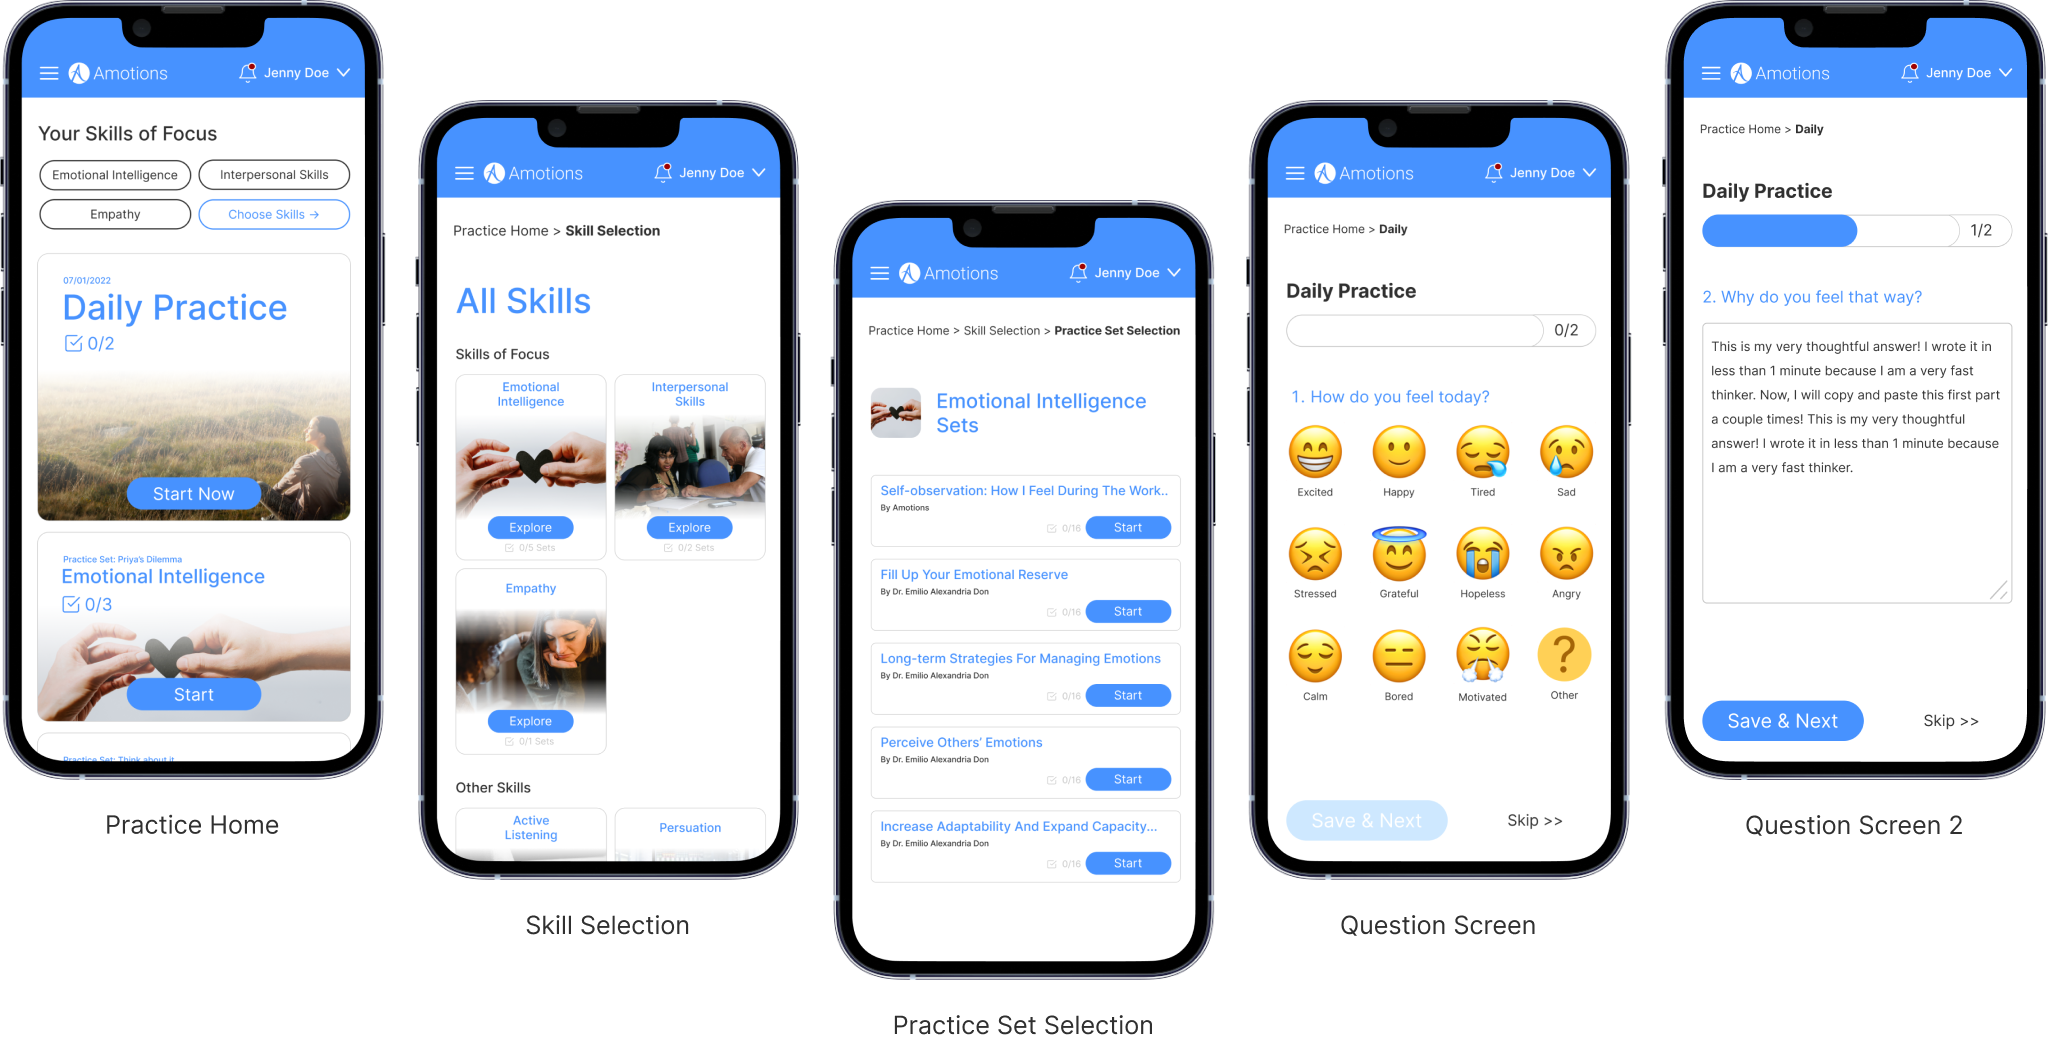 Amotions
Jenny Doe
Your Skills of Focus
Emotional Intelligence
Interpersonal Skills
Empathy
Choose Skills →
07/01/2022
Daily Practice
0/2
Start Now
Practice Set: Priya's Dilemma
Emotional Intelligence
0/3
Start
Practice Set: Think about it
Practice Home
Amotions
Jenny Doe
Practice Home > Skill Selection
All Skills
Skills of Focus
Emotional
Intelligence
Explore
0/5 Sets
Interpersonal
Skills
Explore
0/2 Sets
Empathy
Explore
0/1 Sets
Other Skills
Active
Listening
Persuation
Skill Selection
Amotions
Jenny Doe
Practice Home > Skill Selection > Practice Set Selection
Emotional Intelligence
Sets
Self-observation: How I Feel During The Work..
By Amotions
0/16
Start
Fill Up Your Emotional Reserve
By Dr. Emilio Alexandria Don
0/16
Start
Long-term Strategies For Managing Emotions
By Dr. Emilio Alexandria Don
0/16
Start
Perceive Others' Emotions
By Dr. Emilio Alexandria Don
0/16
Start
Increase Adaptability And Expand Capacity...
By Dr. Emilio Alexandria Don
0/16
Start
Practice Set Selection
Amotions
Jenny Doe
Practice Home > Daily
Daily Practice
0/2
1. How do you feel today?
Excited
Happy
Tired
Sad
Stressed
Grateful
Hopeless
Angry
Calm
Bored
Motivated
?
Other
Save & Next
Skip >>
Question Screen
Amotions
Jenny Doe
Practice Home > Daily
Daily Practice
1/2
2. Why do you feel that way?
This is my very thoughtful answer! I wrote it in
less than 1 minute because I am a very fast
thinker. Now, I will copy and paste this first part
a couple times! This is my very thoughtful
answer! I wrote it in less than 1 minute because
I am a very fast thinker.
Save & Next
Skip >>
Question Screen 2